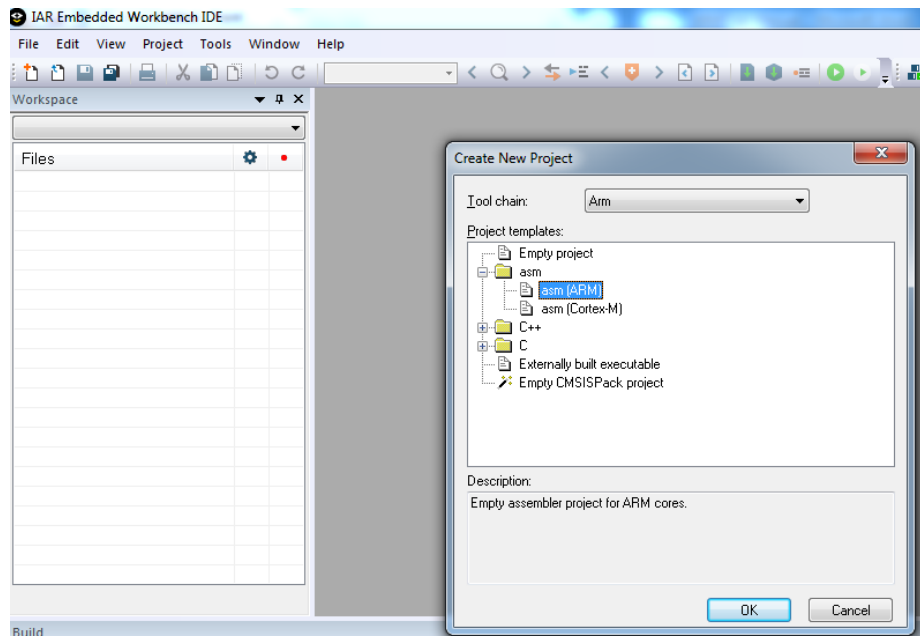 IAR Embedded Workbench IDE
File Edit View Project Tools Window Help
Workspace
Files
Create New Project
Tool chain: Arm
Project templates:
Empty project
asm
asm (ARM)
asm (Cortex-M)
C++
C
Externally built executable
Empty CMSISPack project
Description:
Empty assembler project for ARM cores.
OK Cancel
Build